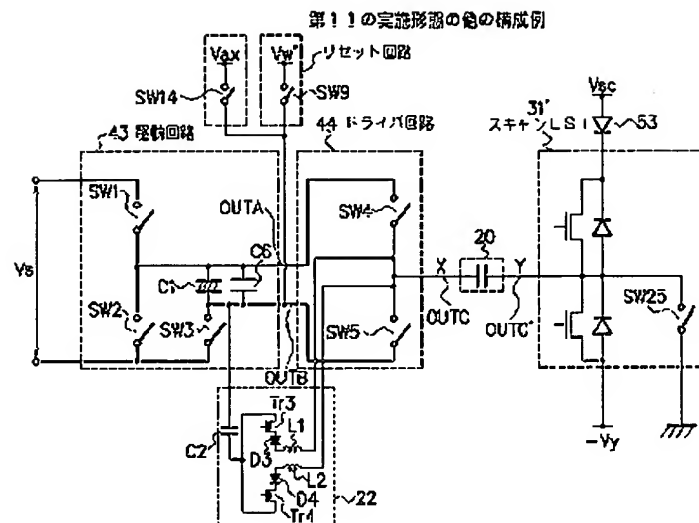 第11の実施形態の他の構成例
Vax
Vw'
リセット回路
SW14
SW9
Vsc
31'
スキャンLSI
53
43 駆動回路
44 ドライバ回路
SW1
OUTA
SW4
C6
20
Vs
C1
X
Y
SW25
SW2
SW3
SW5
OUTC
OUTC'
OUTB
Tr3
L1
C2
D3
L2
-Vy
D4
22
Tr4